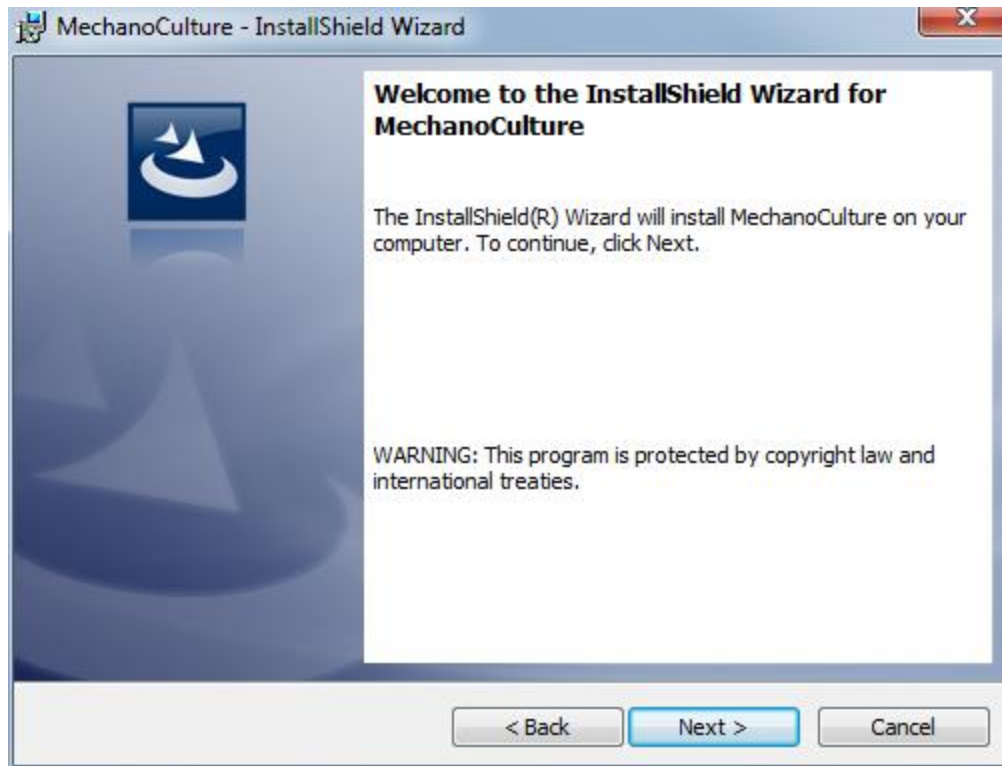 MechanoCulture - InstallShield Wizard
Welcome to the InstallShield Wizard for
MechanoCulture
The InstallShield(R) Wizard will install MechanoCulture on your
computer. To continue, click Next.
WARNING: This program is protected by copyright law and
international treaties.
< Back
Next >
Cancel